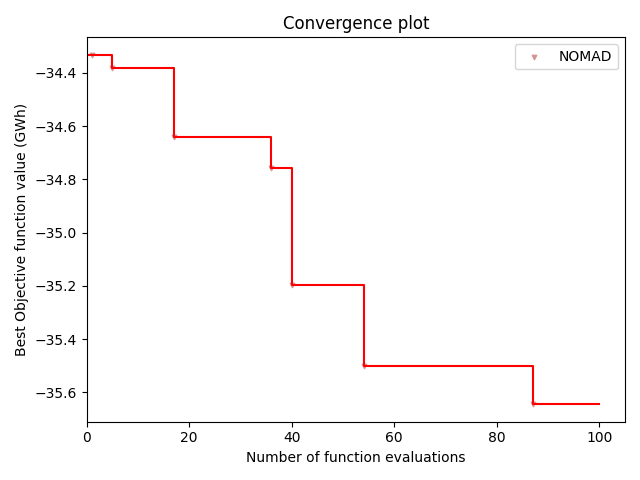 Convergence plot
NOMAD
Best Objective function value (GWh)
−34.4
−34.6
−34.8
−35.0
−35.2
−35.4
−35.6
0 20 40 60 80 100
Number of function evaluations